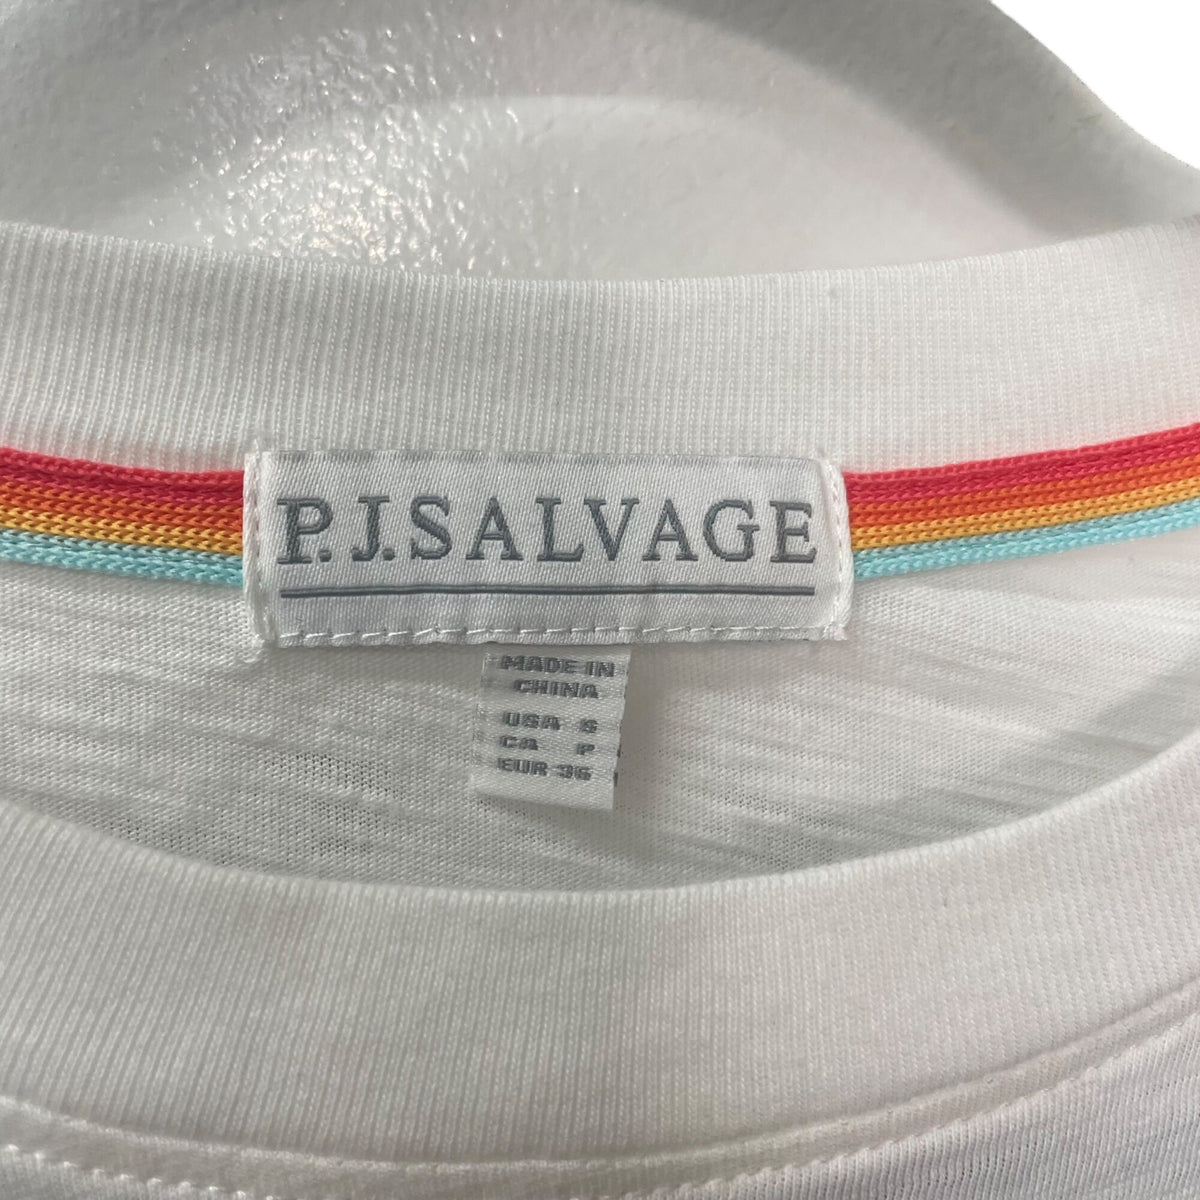 P.J.SALVAGE
MADE IN
CHINA
USA S
CA P
EUR 36